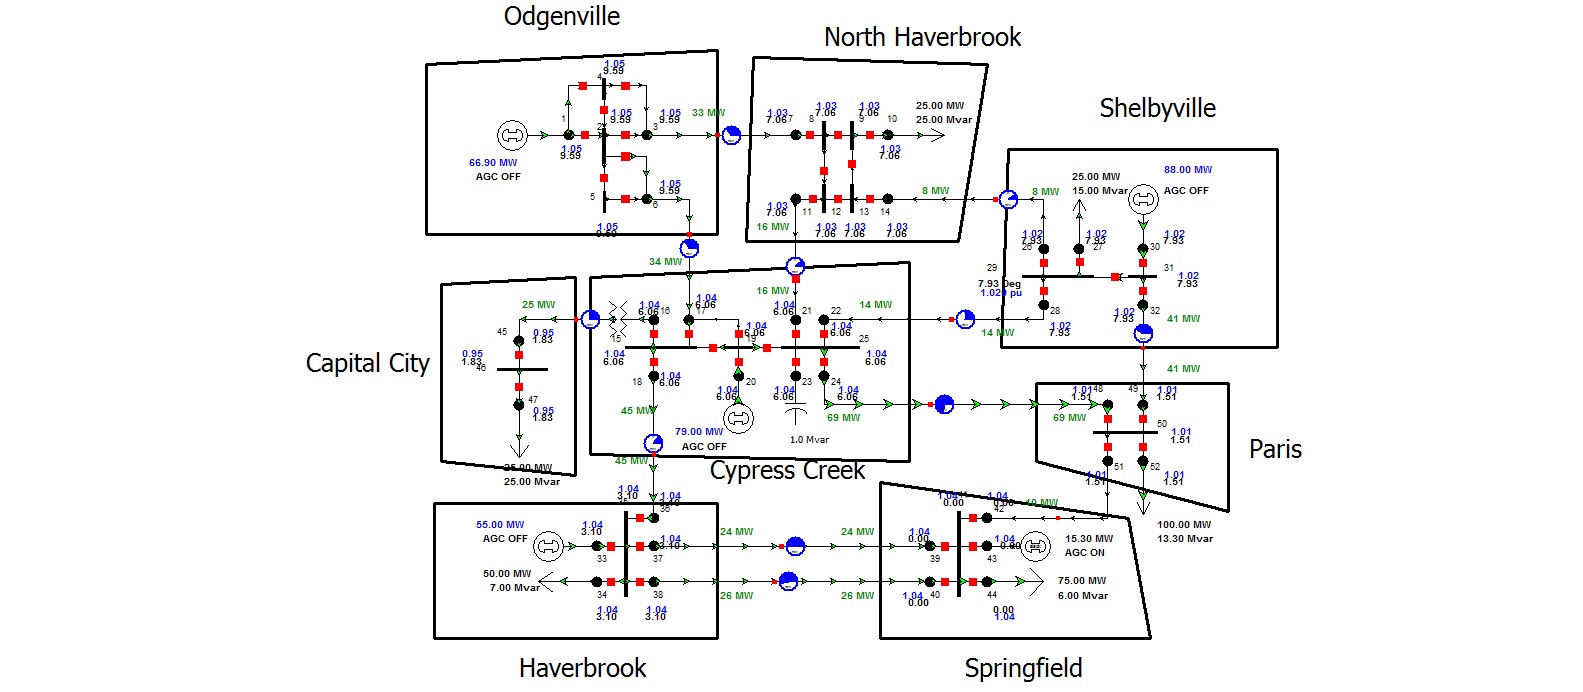 Odgenville
North Haverbrook
Shelbyville
1.05
9.59
4
33 MW
1.05
9.59
1.05
9.59
1
2
3
1.05
9.59
66.90 MW
AGC OFF
1.05
9.59
5
6
1.05
9.59
1.03
7.06
1.03
7.06
1.03
7.06
7
8
9
10
25.00 MW
25.00 Mvar
1.03
7.06
8 MW
1.03
7.06
11
12
13
14
16 MW
1.03
7.06
1.03
7.06
1.03
7.06
88.00 MW
AGC OFF
25.00 MW
15.00 Mvar
8 MW
1.02
7.93
26
1.02
7.93
27
1.02
7.93
30
29
7.93 Deg
1.020 pu
31
1.02
7.93
28
1.02
7.93
1.02
7.93
32
41 MW
14 MW
41 MW
34 MW
16 MW
14 MW
25 MW
Capital City
45
0.95
1.83
0.95
1.83
46
47
0.95
1.83
25.00 MW
25.00 Mvar
16
17
1.04
6.06
15
1.04
6.06
18
1.04
6.06
45 MW
19
1.04
6.06
20
1.04
6.06
79.00 MW
AGC OFF
21
1.04
6.06
22
1.04
6.06
25
1.04
6.06
23
1.04
6.06
24
1.04
6.06
1.0 Mvar
69 MW
Cypress Creek
69 MW
48
1.01
1.51
49
1.01
1.51
50
1.01
1.51
51
1.01
1.51
52
1.01
1.51
Paris
100.00 MW
13.30 Mvar
45 MW
1.04
3.10
36
1.04
3.10
55.00 MW
AGC OFF
1.04
3.10
33
1.04
3.10
37
24 MW
50.00 MW
7.00 Mvar
34
38
26 MW
1.04
3.10
1.04
3.10
24 MW
26 MW
1.04
0.00
1.04
0.00
42
19 MW
1.04
0.00
39
1.04
0.00
43
15.30 MW
AGC ON
1.04
0.00
40
44
75.00 MW
6.00 Mvar
0.00
1.04
Haverbrook
Springfield